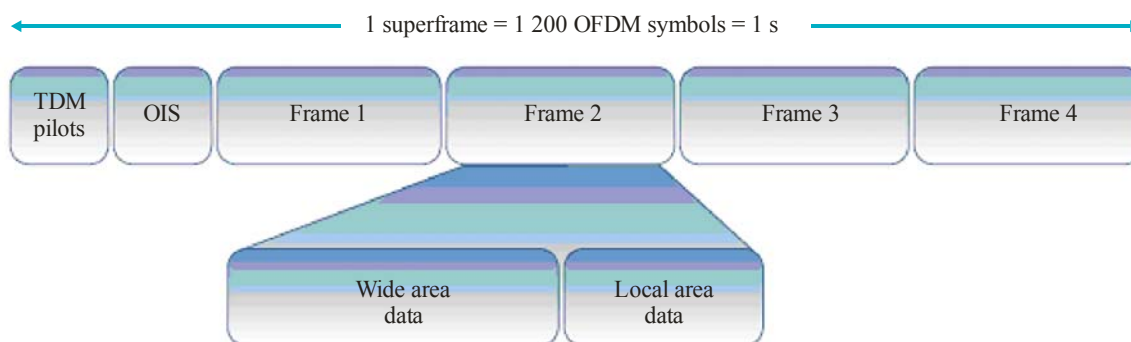 1 superframe = 1 200 OFDM symbols = 1 s
TDM
pilots
OIS
Frame 1
Frame 2
Frame 3
Frame 4
Wide area
data
Local area
data